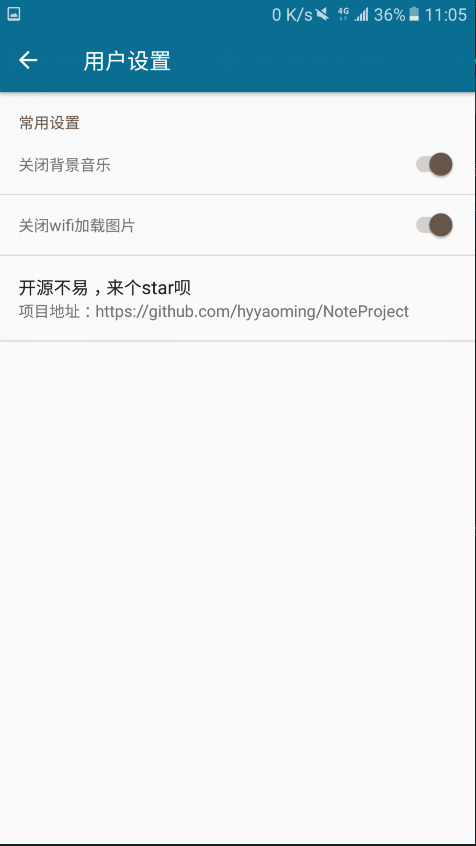 0 K/s 4G 36% 11:05
用户设置
常用设置
关闭背景音乐
关闭wifi加载图片
开源不易，来个star呗
项目地址：https://github.com/hyyaoming/NoteProject